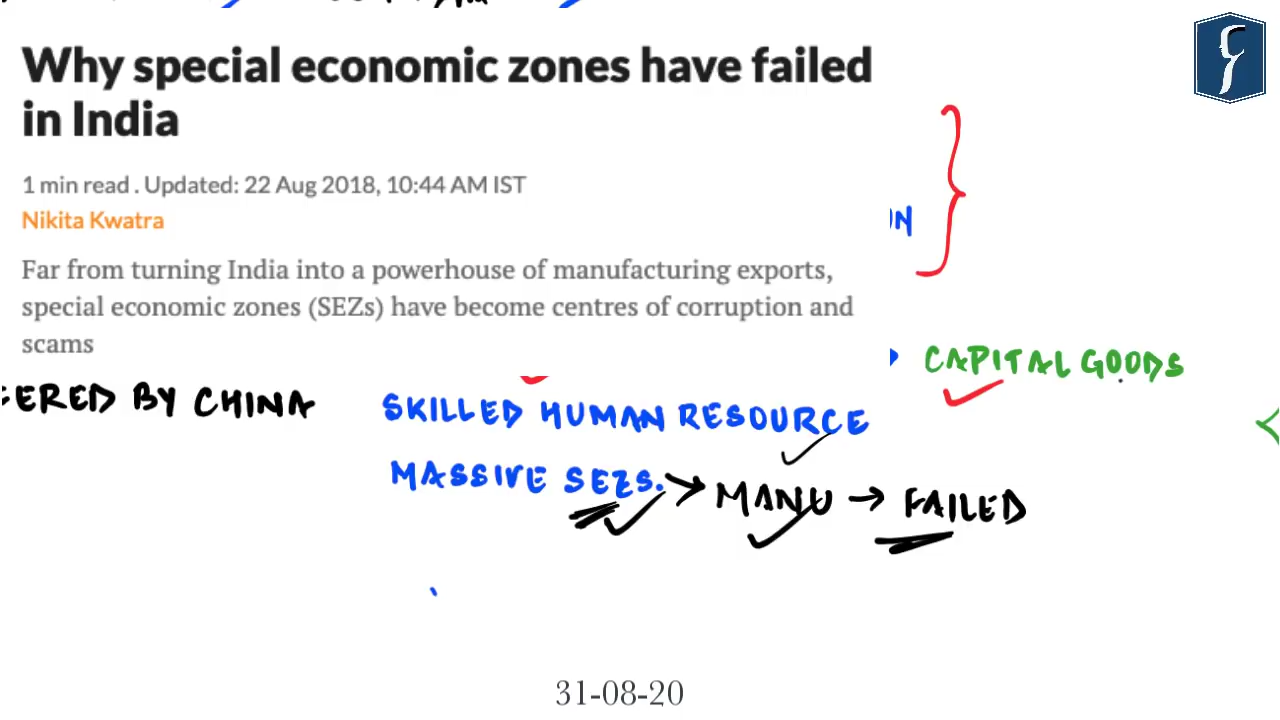 Why special economic zones have failed
in India
1 min read . Updated: 22 Aug 2018, 10:44 AM IST
Nikita Kwatra
Far from turning India into a powerhouse of manufacturing exports,
special economic zones (SEZs) have become centres of corruption and
scams
CAPITAL GOODS
ERED BY CHINA
SKILLED HUMAN RESOURCE
MASSIVE SEZS. → MANU → FAILED
31-08-20